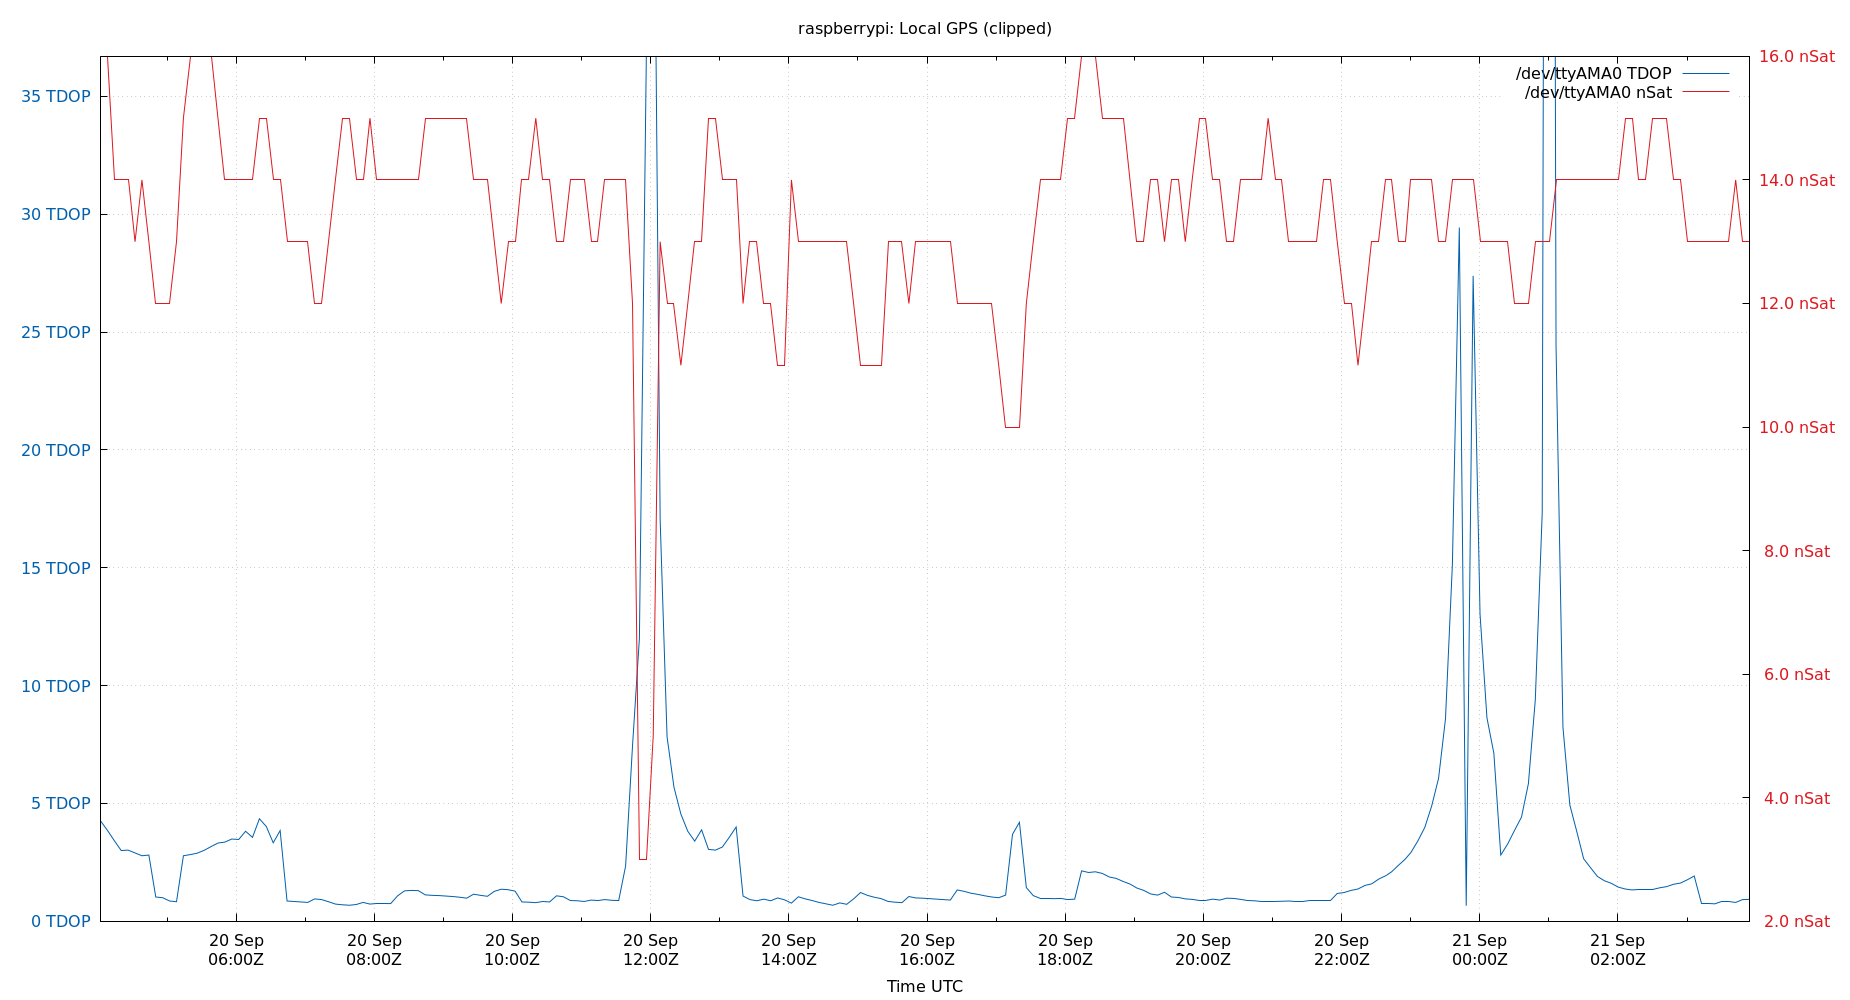 raspberrypi: Local GPS (clipped)
/dev/ttyAMA0 TDOP
/dev/ttyAMA0 nSat
35 TDOP
30 TDOP
25 TDOP
20 TDOP
15 TDOP
10 TDOP
5 TDOP
0 TDOP
16.0 nSat
14.0 nSat
12.0 nSat
10.0 nSat
8.0 nSat
6.0 nSat
4.0 nSat
2.0 nSat
20 Sep
06:00Z
20 Sep
08:00Z
20 Sep
10:00Z
20 Sep
12:00Z
20 Sep
14:00Z
20 Sep
16:00Z
20 Sep
18:00Z
20 Sep
20:00Z
20 Sep
22:00Z
21 Sep
00:00Z
21 Sep
02:00Z
Time UTC